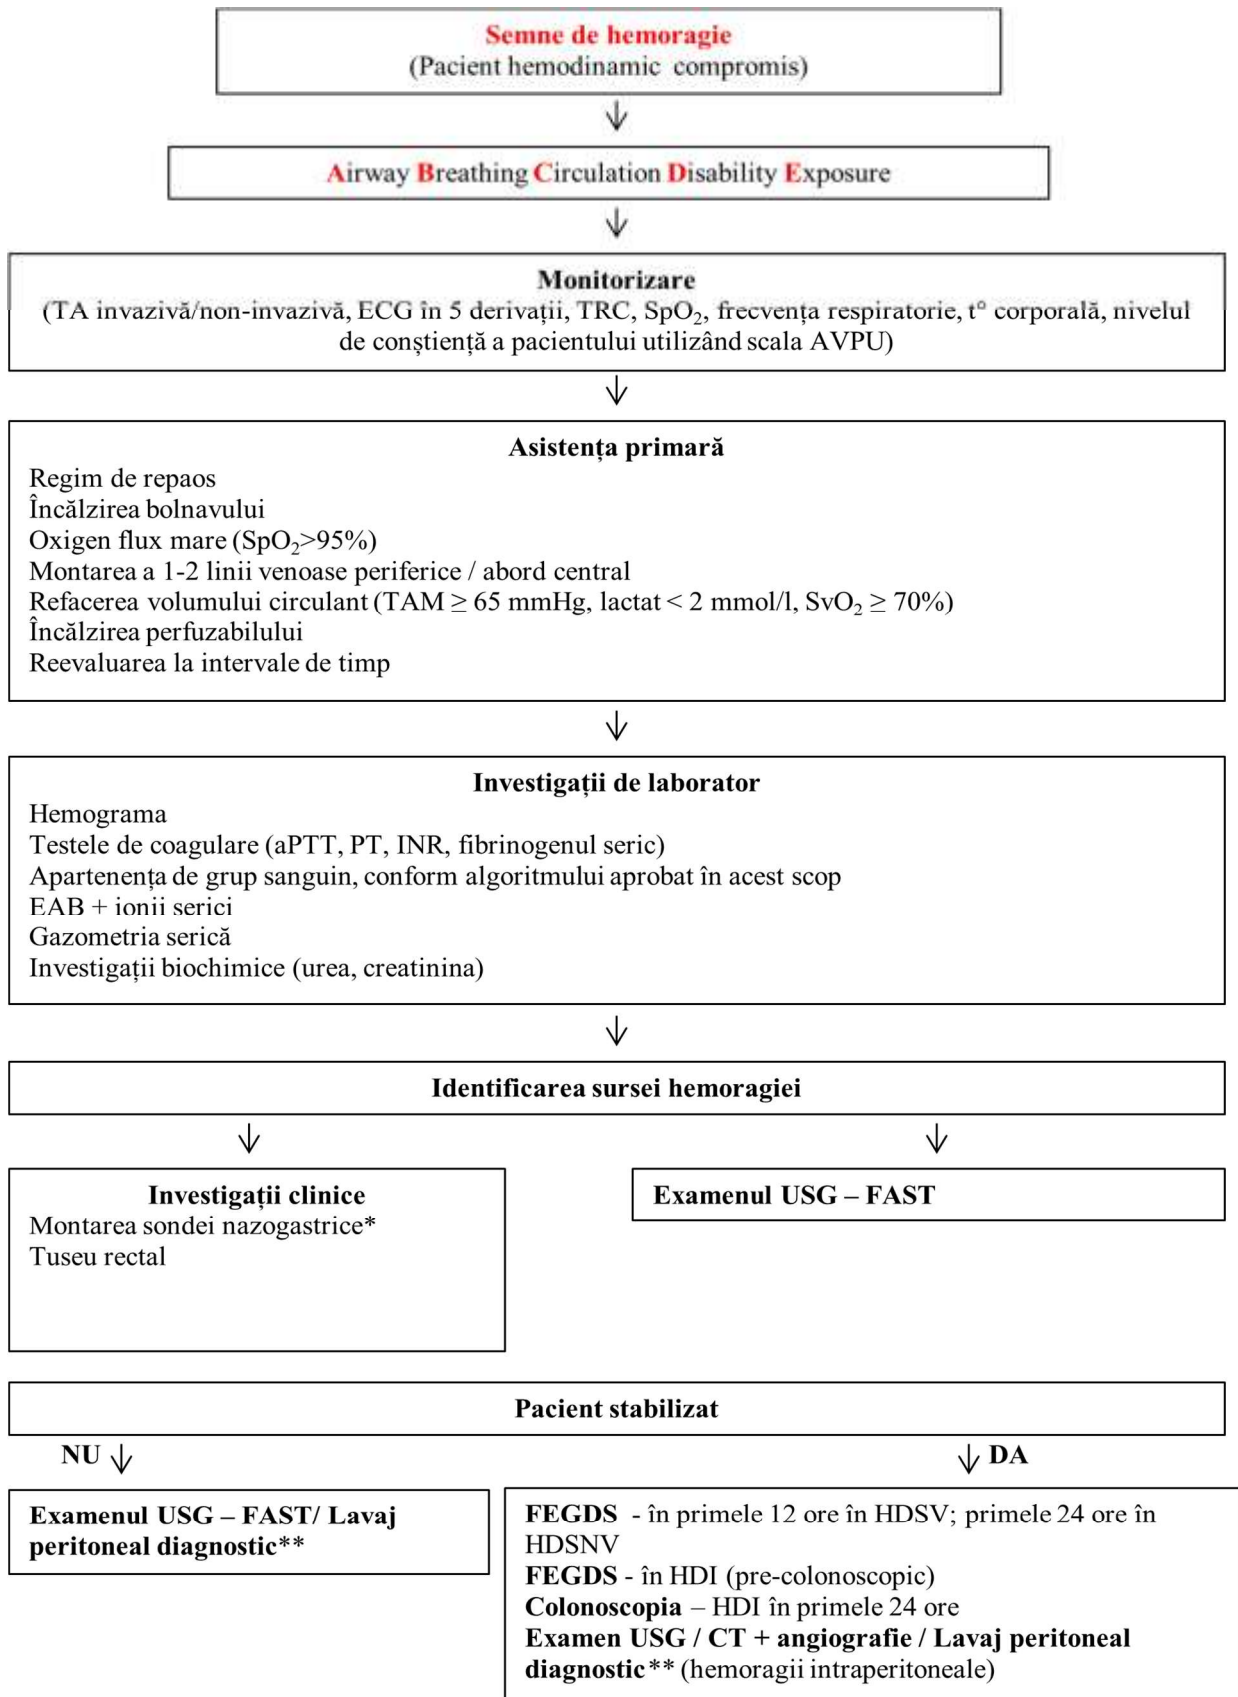 Semne de hemoragie
(Pacient hemodinamic compromis)
Airway Breathing Circulation Disability Exposure
Monitorizare
(TA invazivă/non-invazivă, ECG în 5 derivații, TRC, SpO₂, frecvența respiratorie, t° corporală, nivelul
de conștiență a pacientului utilizând scala AVPU)
Asistența primară
Regim de repaos
Încălzirea bolnavului
Oxigen flux mare (SpO₂>95%)
Montarea a 1-2 linii venoase periferice / abord central
Refacerea volumului circulant (TAM ≥ 65 mmHg, lactat < 2 mmol/l, SvO₂ ≥ 70%)
Încălzirea perfuzabilului
Reevaluarea la intervale de timp
Investigații de laborator
Hemograma
Testele de coagulare (aPTT, PT, INR, fibrinogenul seric)
Apartenența de grup sanguin, conform algoritmului aprobat în acest scop
EAB + ionii serici
Gazometria serică
Investigații biochimice (urea, creatinina)
Identificarea sursei hemoragiei
Investigații clinice
Montarea sondei nazogastrice*
Tuseu rectal
Examenul USG – FAST
Pacient stabilizat
NU
DA
Examenul USG – FAST/ Lavaj
peritoneal diagnostic**
FEGDS - în primele 12 ore în HDSV; primele 24 ore în
HDSNV
FEGDS - în HDI (pre-colonoscopic)
Colonoscopia – HDI în primele 24 ore
Examen USG / CT + angiografie / Lavaj peritoneal
diagnostic** (hemoragii intraperitoneale)